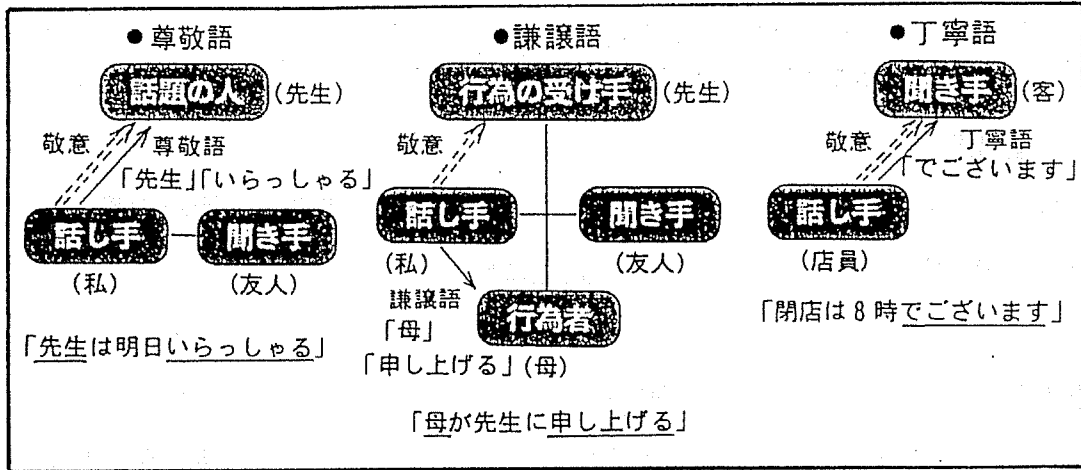 ●尊敬語
話題の人 (先生)
敬意
尊敬語
「先生」「いらっしゃる」
話し手
聞き手
(私)
(友人)
「先生は明日いらっしゃる」
●謙譲語
行為の受け手 (先生)
敬意
話し手
聞き手
(私)
(友人)
謙譲語
「母」
行為者
「申し上げる」(母)
「母が先生に申し上げる」
●丁寧語
聞き手 (客)
敬意
丁寧語
「でございます」
話し手
(店員)
「閉店は8時でございます」